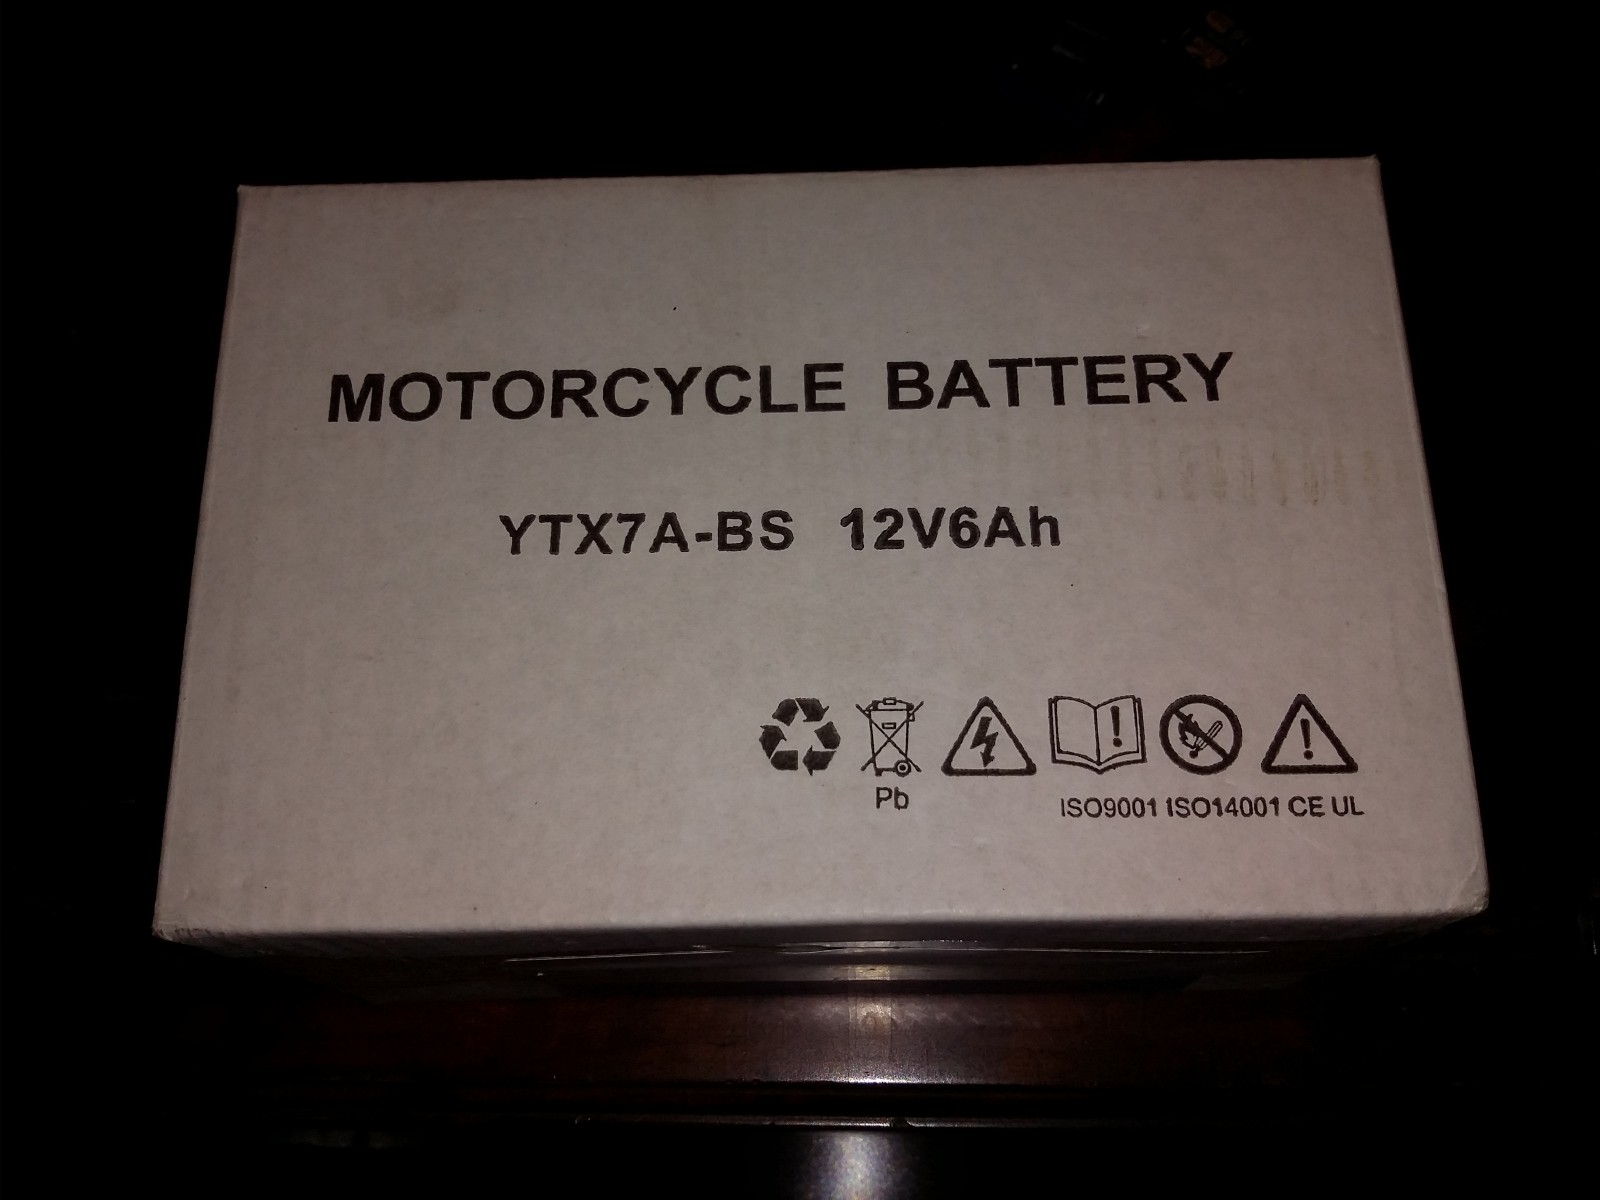 MOTORCYCLE BATTERY
YTX7A-BS 12V6Ah
Pb
ISO9001 ISO14001 CE UL